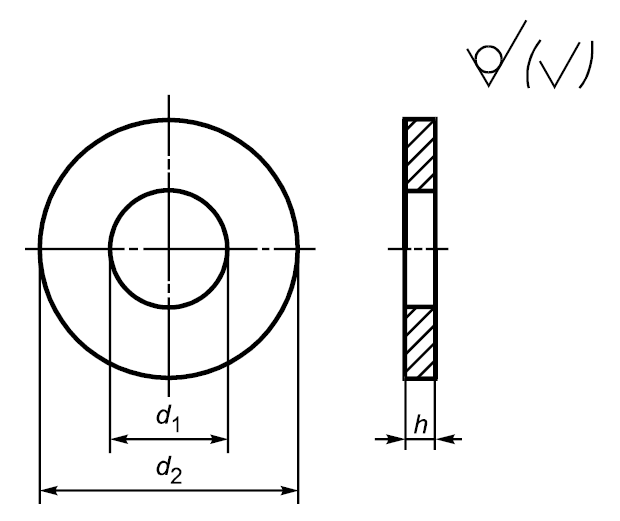 ( )
d₁
h
d₂